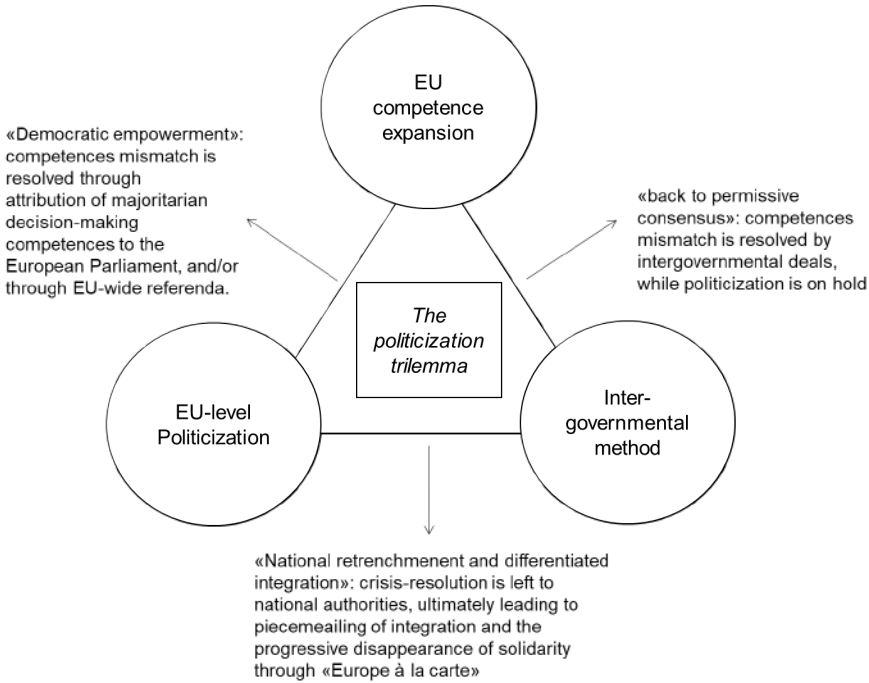 EU
competence
expansion
«Democratic empowerment»:
competences mismatch is
resolved through
attribution of majoritarian
decision-making
competences to the
European Parliament, and/or
through EU-wide referenda.
«back to permissive
consensus»: competences
mismatch is resolved by
intergovernmental deals,
while politicization is on hold
The
politicization
trilemma
EU-level
Politicization
Inter-
governmental
method
«National retrenchmenent and differentiated
integration»: crisis-resolution is left to
national authorities, ultimately leading to
piecemeailing of integration and the
progressive disappearance of solidarity
through «Europe à la carte»